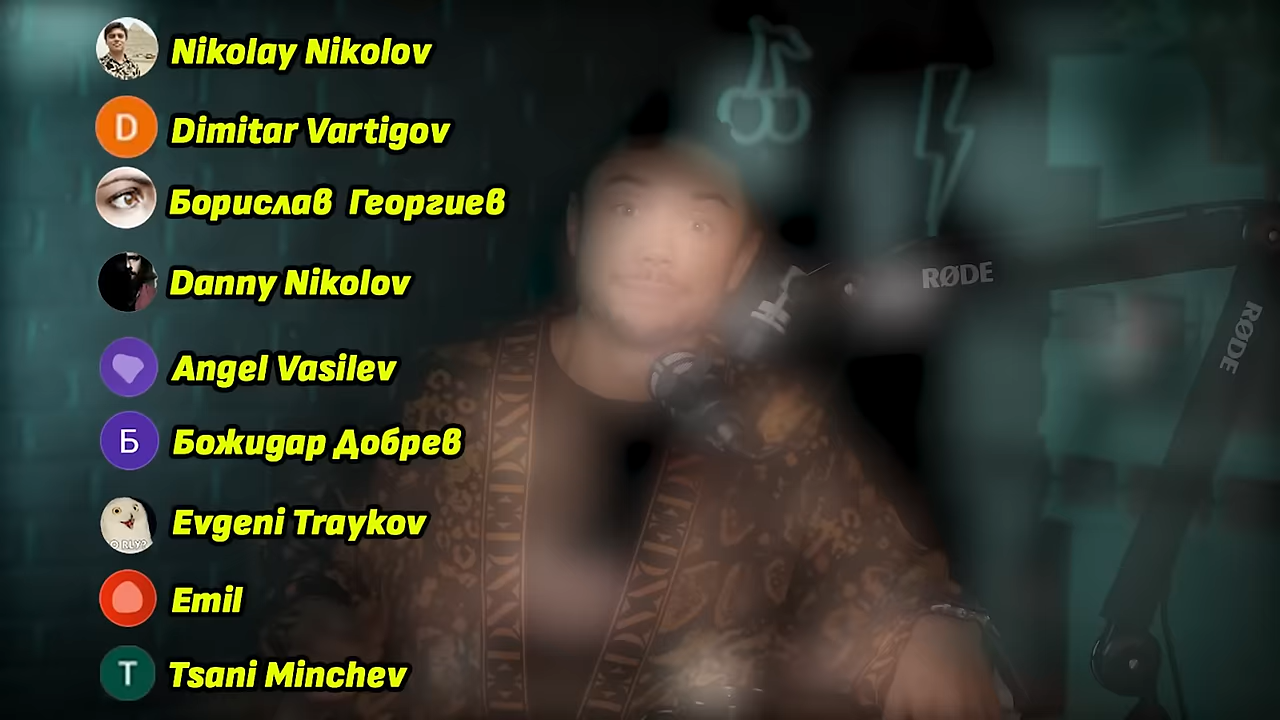 Nikolay Nikolov
D
Dimitar Vartigov
Борислав Георгиев
Danny Nikolov
Angel Vasilev
Б
Божидар Добрев
Evgeni Traykov
O RLY?
Emil
T
Tsani Minchev
RØDE
RØDE